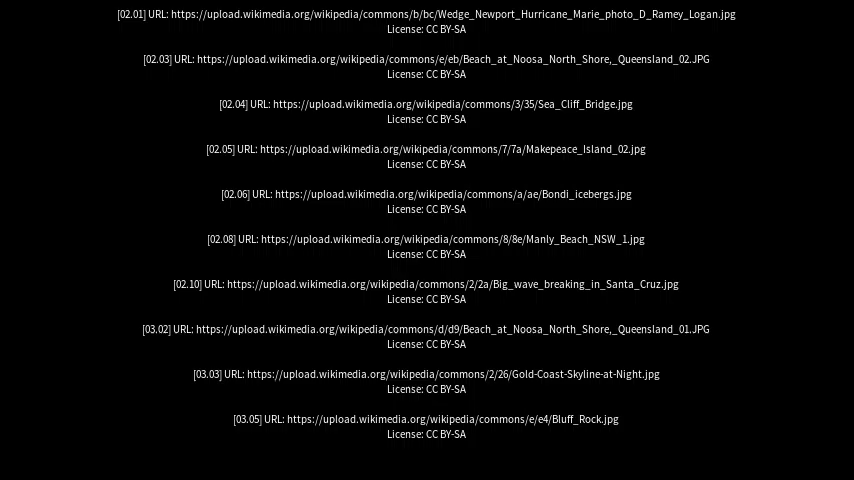 [02.01] URL: https://upload.wikimedia.org/wikipedia/commons/b/bc/Wedge_Newport_Hurricane_Marie_photo_D_Ramey_Logan.jpg
License: CC BY-SA
[02.03] URL: https://upload.wikimedia.org/wikipedia/commons/e/eb/Beach_at_Noosa_North_Shore,_Queensland_02.JPG
License: CC BY-SA
[02.04] URL: https://upload.wikimedia.org/wikipedia/commons/3/35/Sea_Cliff_Bridge.jpg
License: CC BY-SA
[02.05] URL: https://upload.wikimedia.org/wikipedia/commons/7/7a/Makepeace_Island_02.jpg
License: CC BY-SA
[02.06] URL: https://upload.wikimedia.org/wikipedia/commons/a/ae/Bondi_icebergs.jpg
License: CC BY-SA
[02.08] URL: https://upload.wikimedia.org/wikipedia/commons/8/8e/Manly_Beach_NSW_1.jpg
License: CC BY-SA
[02.10] URL: https://upload.wikimedia.org/wikipedia/commons/2/2a/Big_wave_breaking_in_Santa_Cruz.jpg
License: CC BY-SA
[03.02] URL: https://upload.wikimedia.org/wikipedia/commons/d/d9/Beach_at_Noosa_North_Shore,_Queensland_01.JPG
License: CC BY-SA
[03.03] URL: https://upload.wikimedia.org/wikipedia/commons/2/26/Gold-Coast-Skyline-at-Night.jpg
License: CC BY-SA
[03.05] URL: https://upload.wikimedia.org/wikipedia/commons/e/e4/Bluff_Rock.jpg
License: CC BY-SA